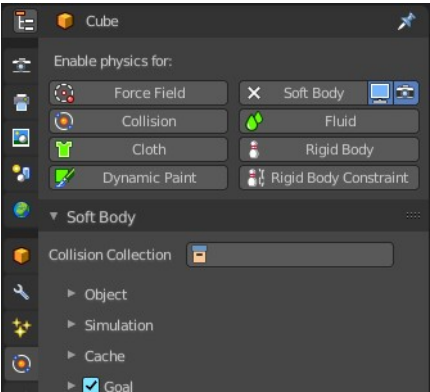 Cube
Enable physics for:
Force Field
Soft Body
Collision
Fluid
Cloth
Rigid Body
Dynamic Paint
Rigid Body Constraint
Soft Body
Collision Collection
Object
Simulation
Cache
Goal